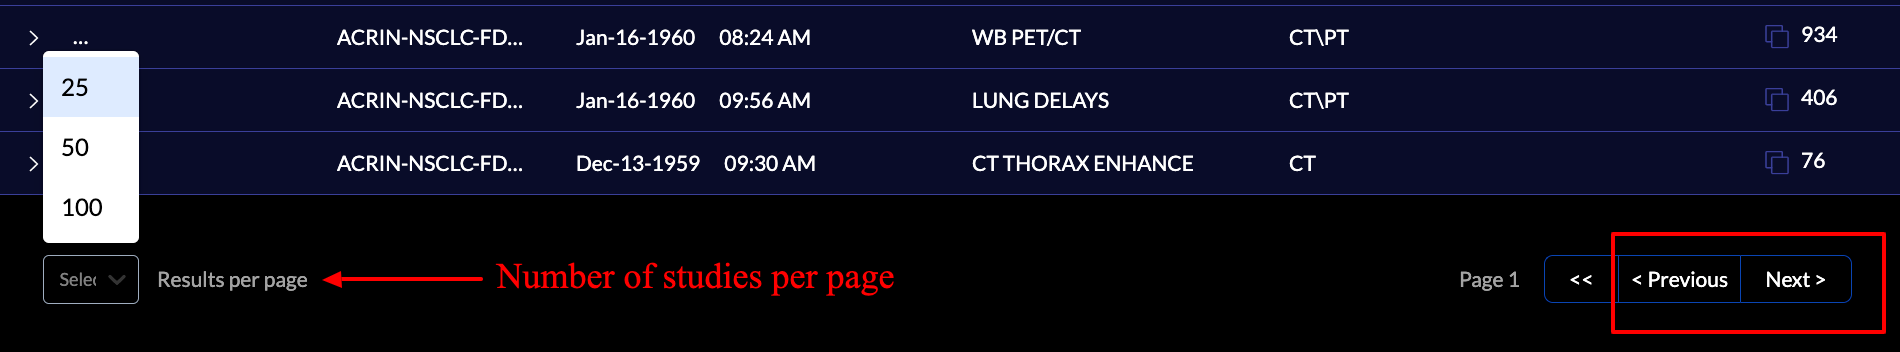 ... ACRIN-NSCLC-FD... Jan-16-1960 08:24 AM WB PET/CT CT\PT 934
25
ACRIN-NSCLC-FD... Jan-16-1960 09:56 AM LUNG DELAYS CT\PT 406
50
ACRIN-NSCLC-FD... Dec-13-1959 09:30 AM CT THORAX ENHANCE CT 76
100
Selec Results per page Number of studies per page Page 1 << < Previous Next >